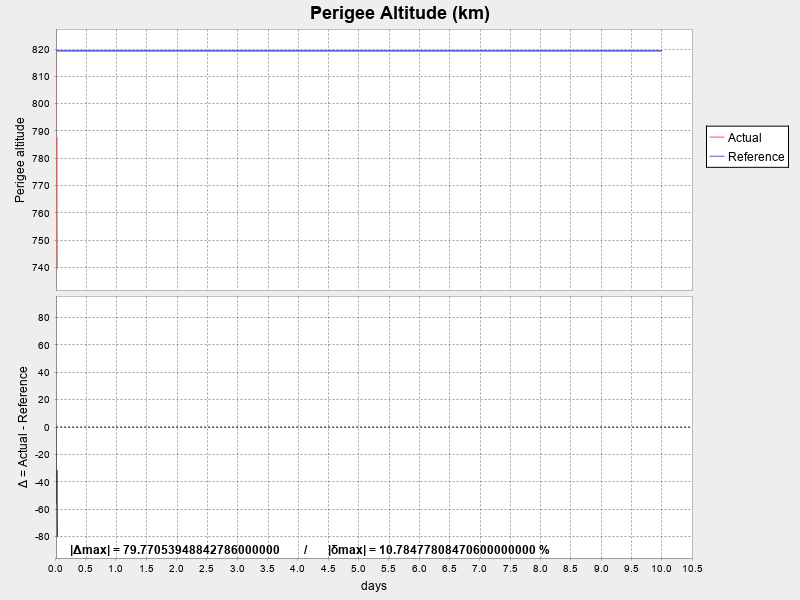 Perigee Altitude (km)
Perigee altitude
820
810
800
790
780
770
760
750
740
Actual
Reference
Δ = Actual - Reference
80
60
40
20
0
-20
-40
-60
-80
|Δmax| = 79.77053948842786000000 / |δmax| = 10.78477808470600000000 %
0.0 0.5 1.0 1.5 2.0 2.5 3.0 3.5 4.0 4.5 5.0 5.5 6.0 6.5 7.0 7.5 8.0 8.5 9.0 9.5 10.0 10.5
days